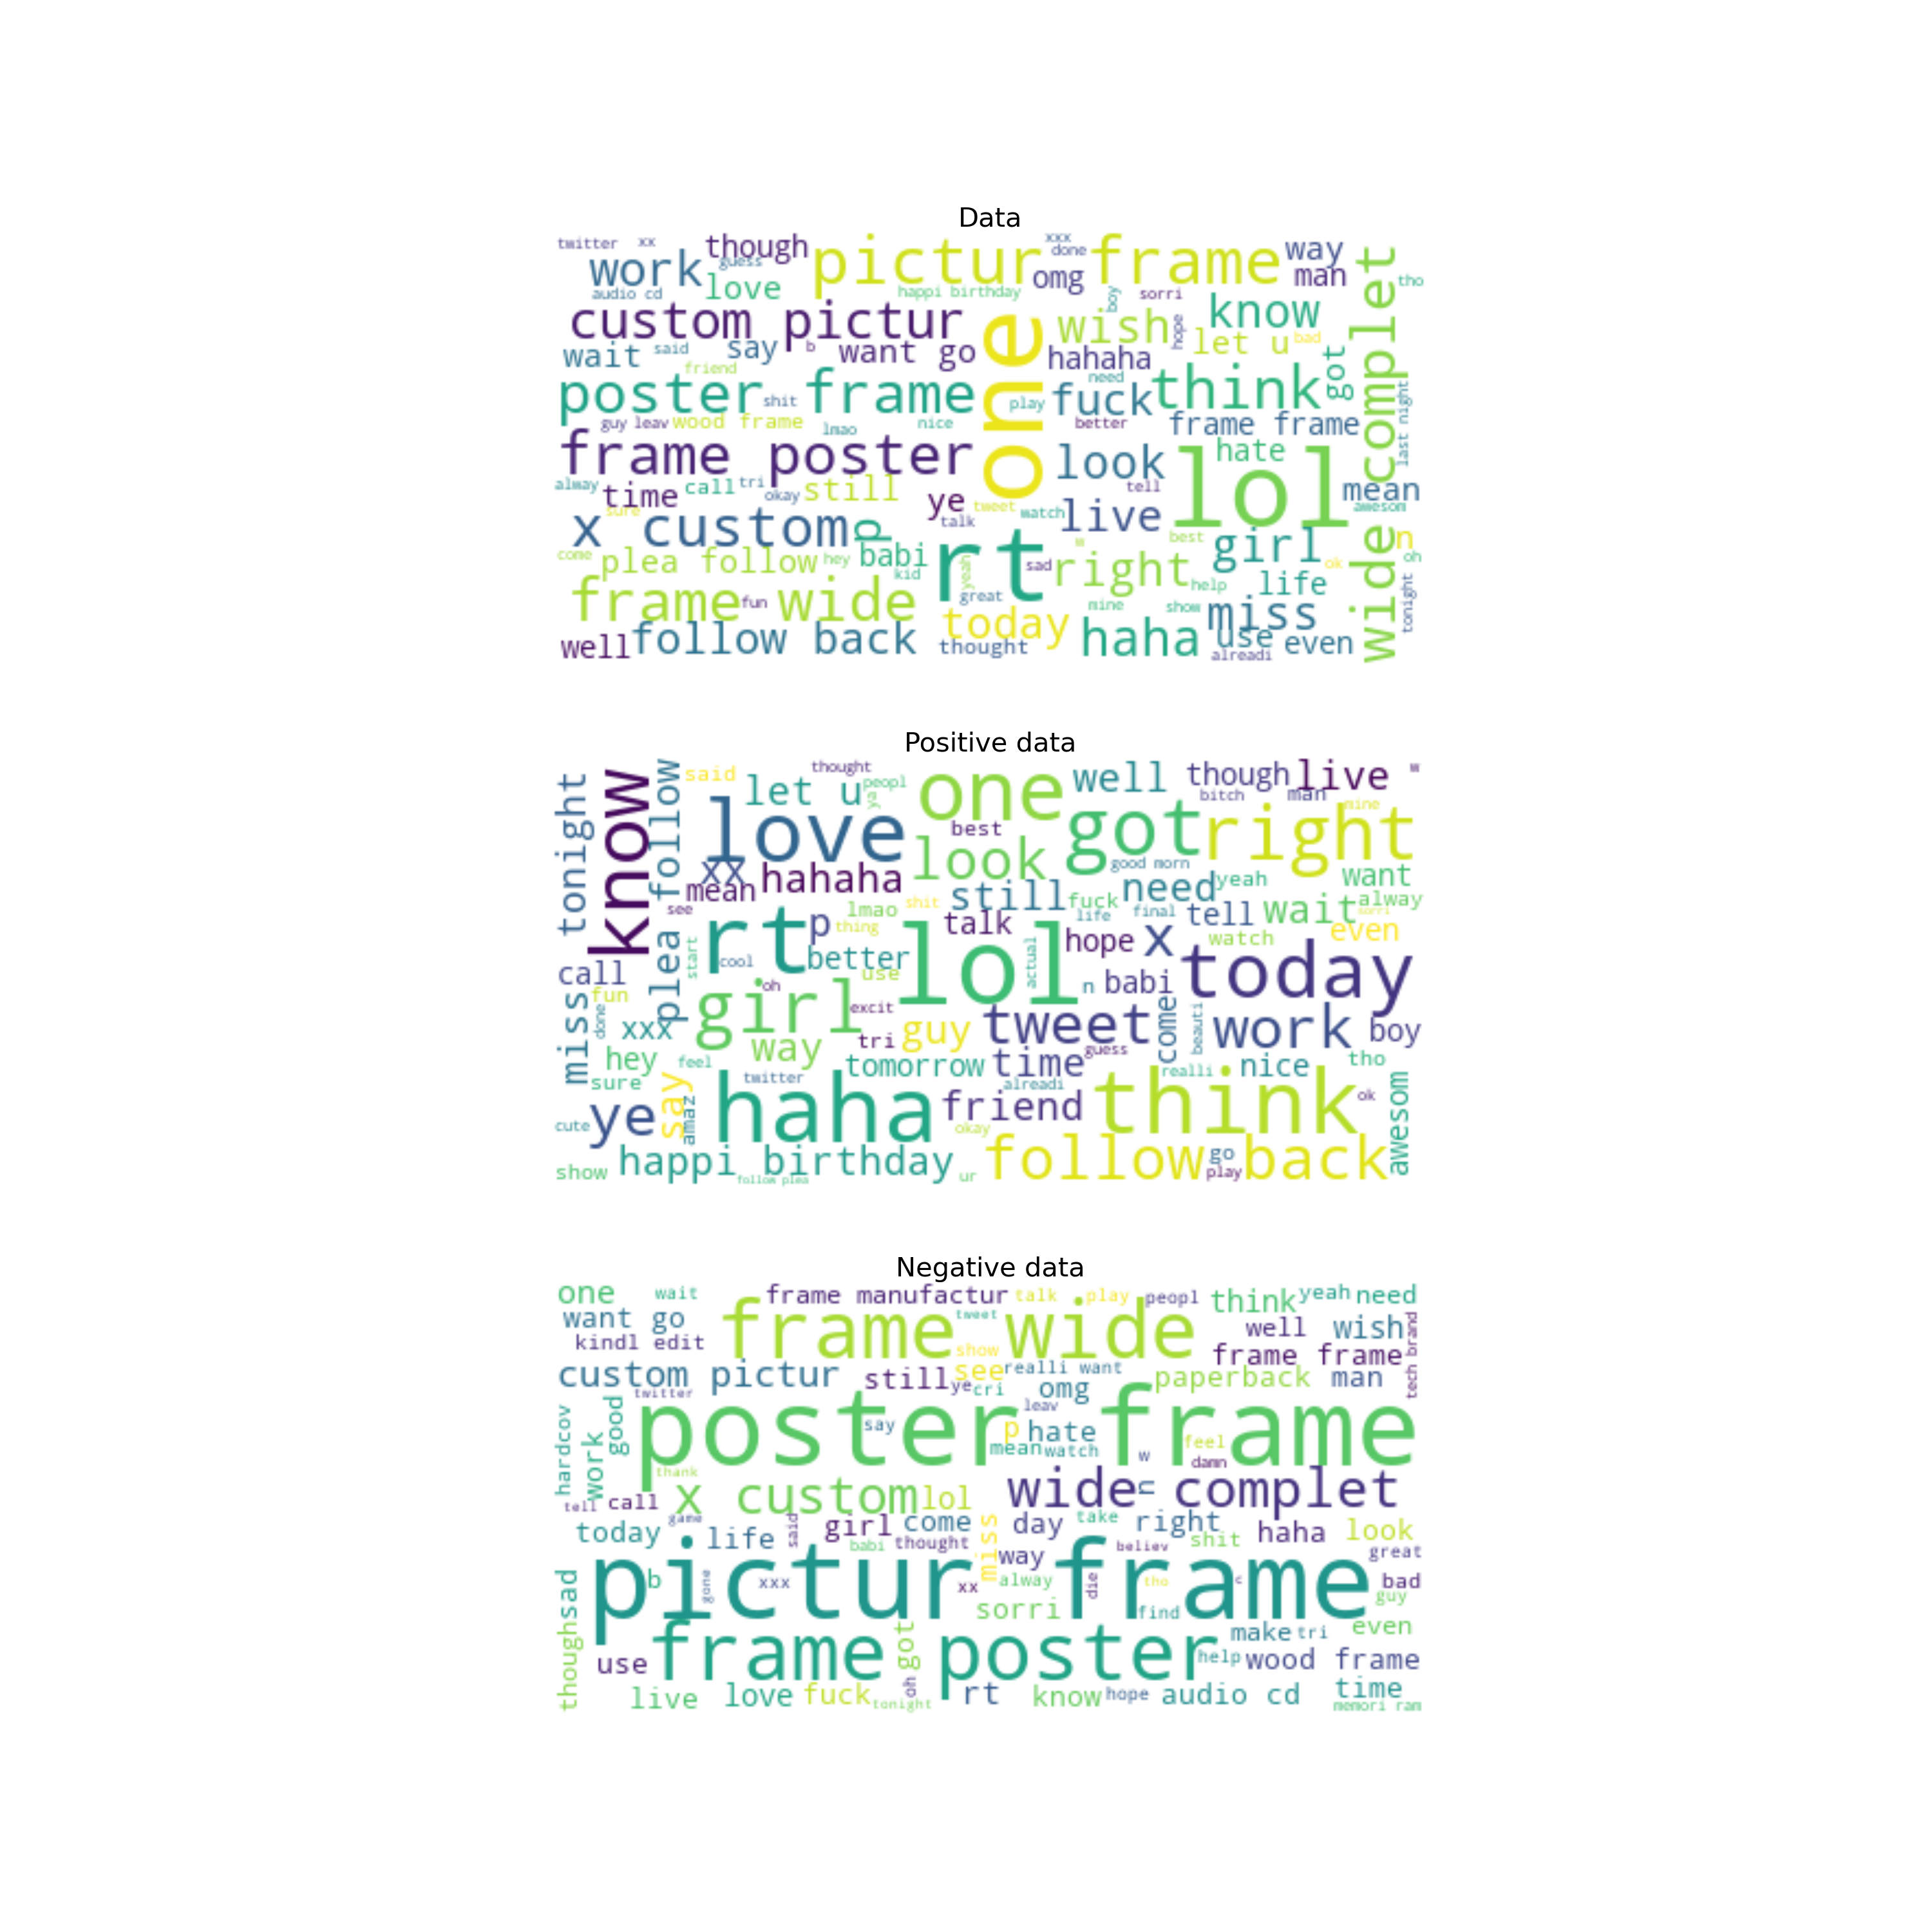 Data
twitter xx though pictur frame xxx done way
work guess omg man complet tho
audio cd love happi birthday boy sorri know
custom pictur one wish hope let u bad
wait said say b want go hahaha got
friend need think
poster shit frame play fuck last night
guy leav wood frame lmao nice better frame frame
frame poster look hate lol
alway time call tri okay still ye tell mean
sure tweet watch live awesom
x custom p talk wide n
come plea follow hey babi rt sad w right best girl ok oh
kid yeah help life
frame fun wide great mine show miss tonight
today use even
well follow back thought haha alreadi
Positive data
tonight know plea follow said thought let u peopl ya one well though live w
love best got bitch man mine right
xx look good morn
mean hahaha still need yeah want
see rt p lmao shit fuck life final tell wait alway sorri
thing talk hope x watch even
start cool better lol actual today
call use n babi
miss fun oh girl excit
done xxx tweet come beauti work boy
hey feel way tri guy guess
tomorrow time realli nice tho
sure say twitter alreadi
cute ye amaz haha friend think ok awesom
okay
show happi birthday follow go back
follow plea ur play
Negative data
one wait frame manufactur talk play peopl think yeah need
want go frame tweet wide well wish
kindl edit show frame frame tech brand
custom pictur still see realli want paperback man
twitter ye cri omg
hardcov work good poster say leav frame
p hate feel
mean watch w damn
thank wide n complet
tell call x custom lol
today game life said girl come day take right shit haha look
babi thought miss way believ great
pictur b gone xxx xx alway frame die tho c bad
though sad sorri find guy
frame got poster make tri even
use help wood frame
live love fuck tonight oh rt know hope audio cd time
memori ram